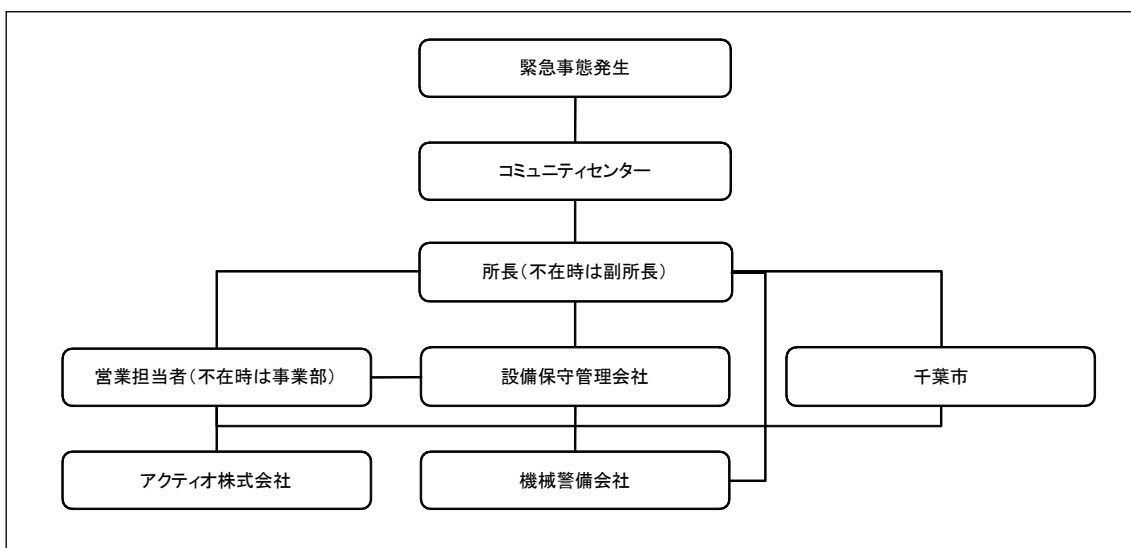 緊急事態発生
コミュニティセンター
所長(不在時は副所長)
営業担当者(不在時は事業部)
設備保守管理会社
千葉市
アクティオ株式会社
機械警備会社